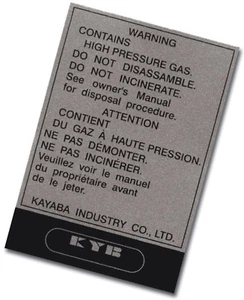 WARNING
CONTAINS
HIGH PRESSURE GAS.
DO NOT DISASSAMBLE.
DO NOT INCINERATE.
See owner's Manual
for disposal procedure.
ATTENTION
CONTIENT
DU GAZ À HAUTE PRESSION.
NE PAS DÉMONTER.
NE PAS INCINÉRER.
Veuillez voir le manuel
du propriétaire avant
de le jeter.
KAYABA INDUSTRY CO., LTD.
KYB